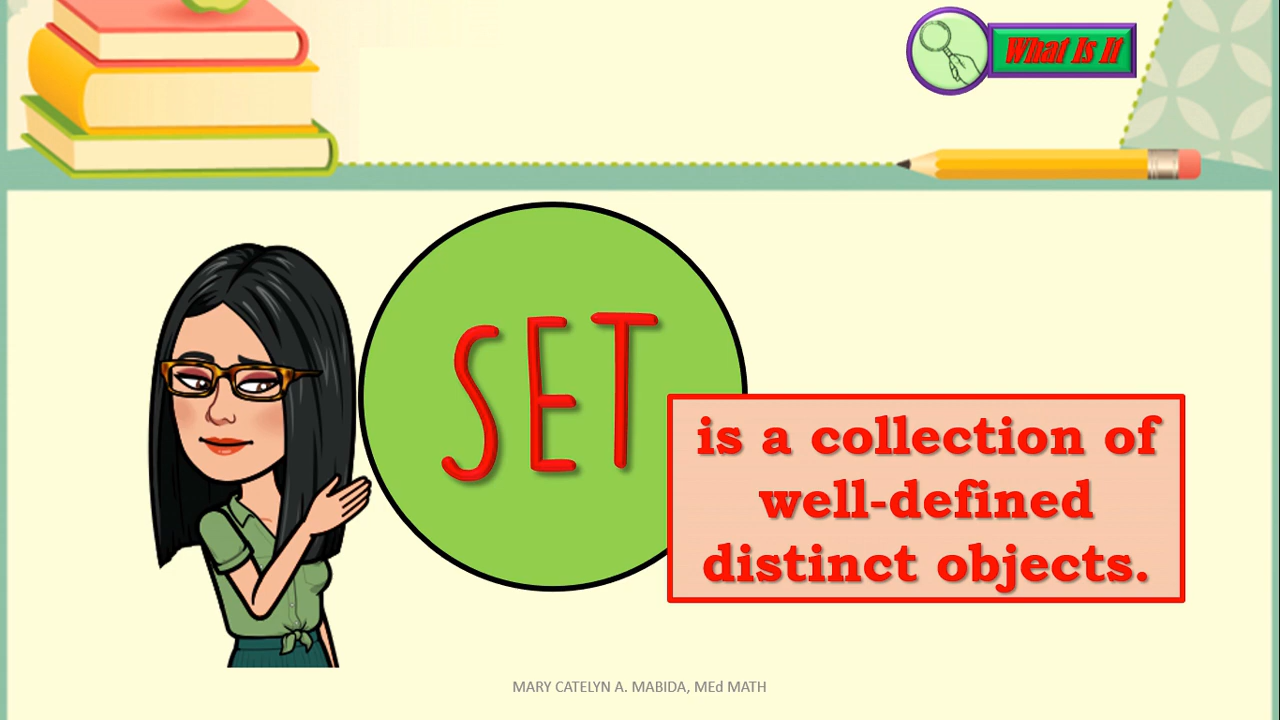 What Is It
SET
is a collection of
well-defined
distinct objects.
MARY CATELYN A. MABIDA, MEd MATH